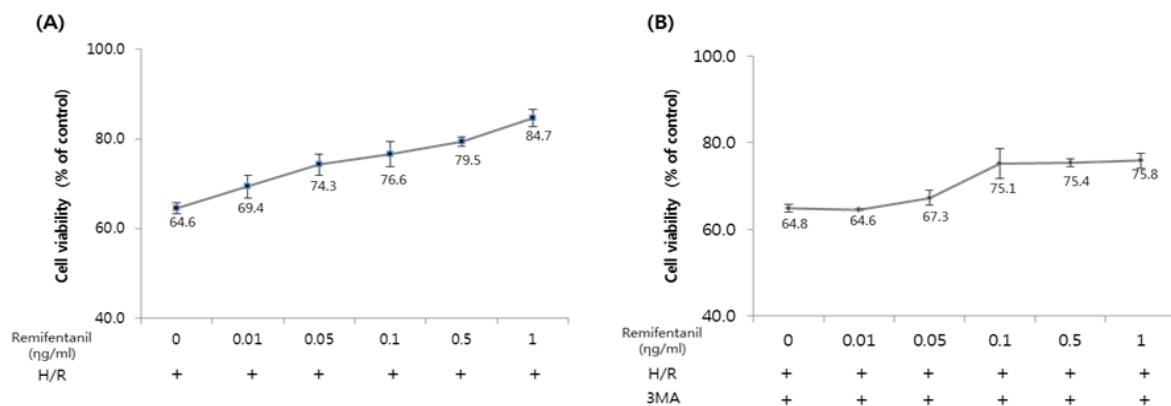 (A)
Cell viability (% of control)
100.0
80.0
60.0
40.0
64.6
69.4
74.3
76.6
79.5
84.7
Remifentanil 0 0.01 0.05 0.1 0.5 1
(ηg/ml)
H/R + + + + + +
(B)
Cell viability (% of control)
100.0
80.0
60.0
40.0
64.8
64.6
67.3
75.1
75.4
75.8
Remifentanil 0 0.01 0.05 0.1 0.5 1
(ηg/ml)
H/R + + + + + +
3MA + + + + + +